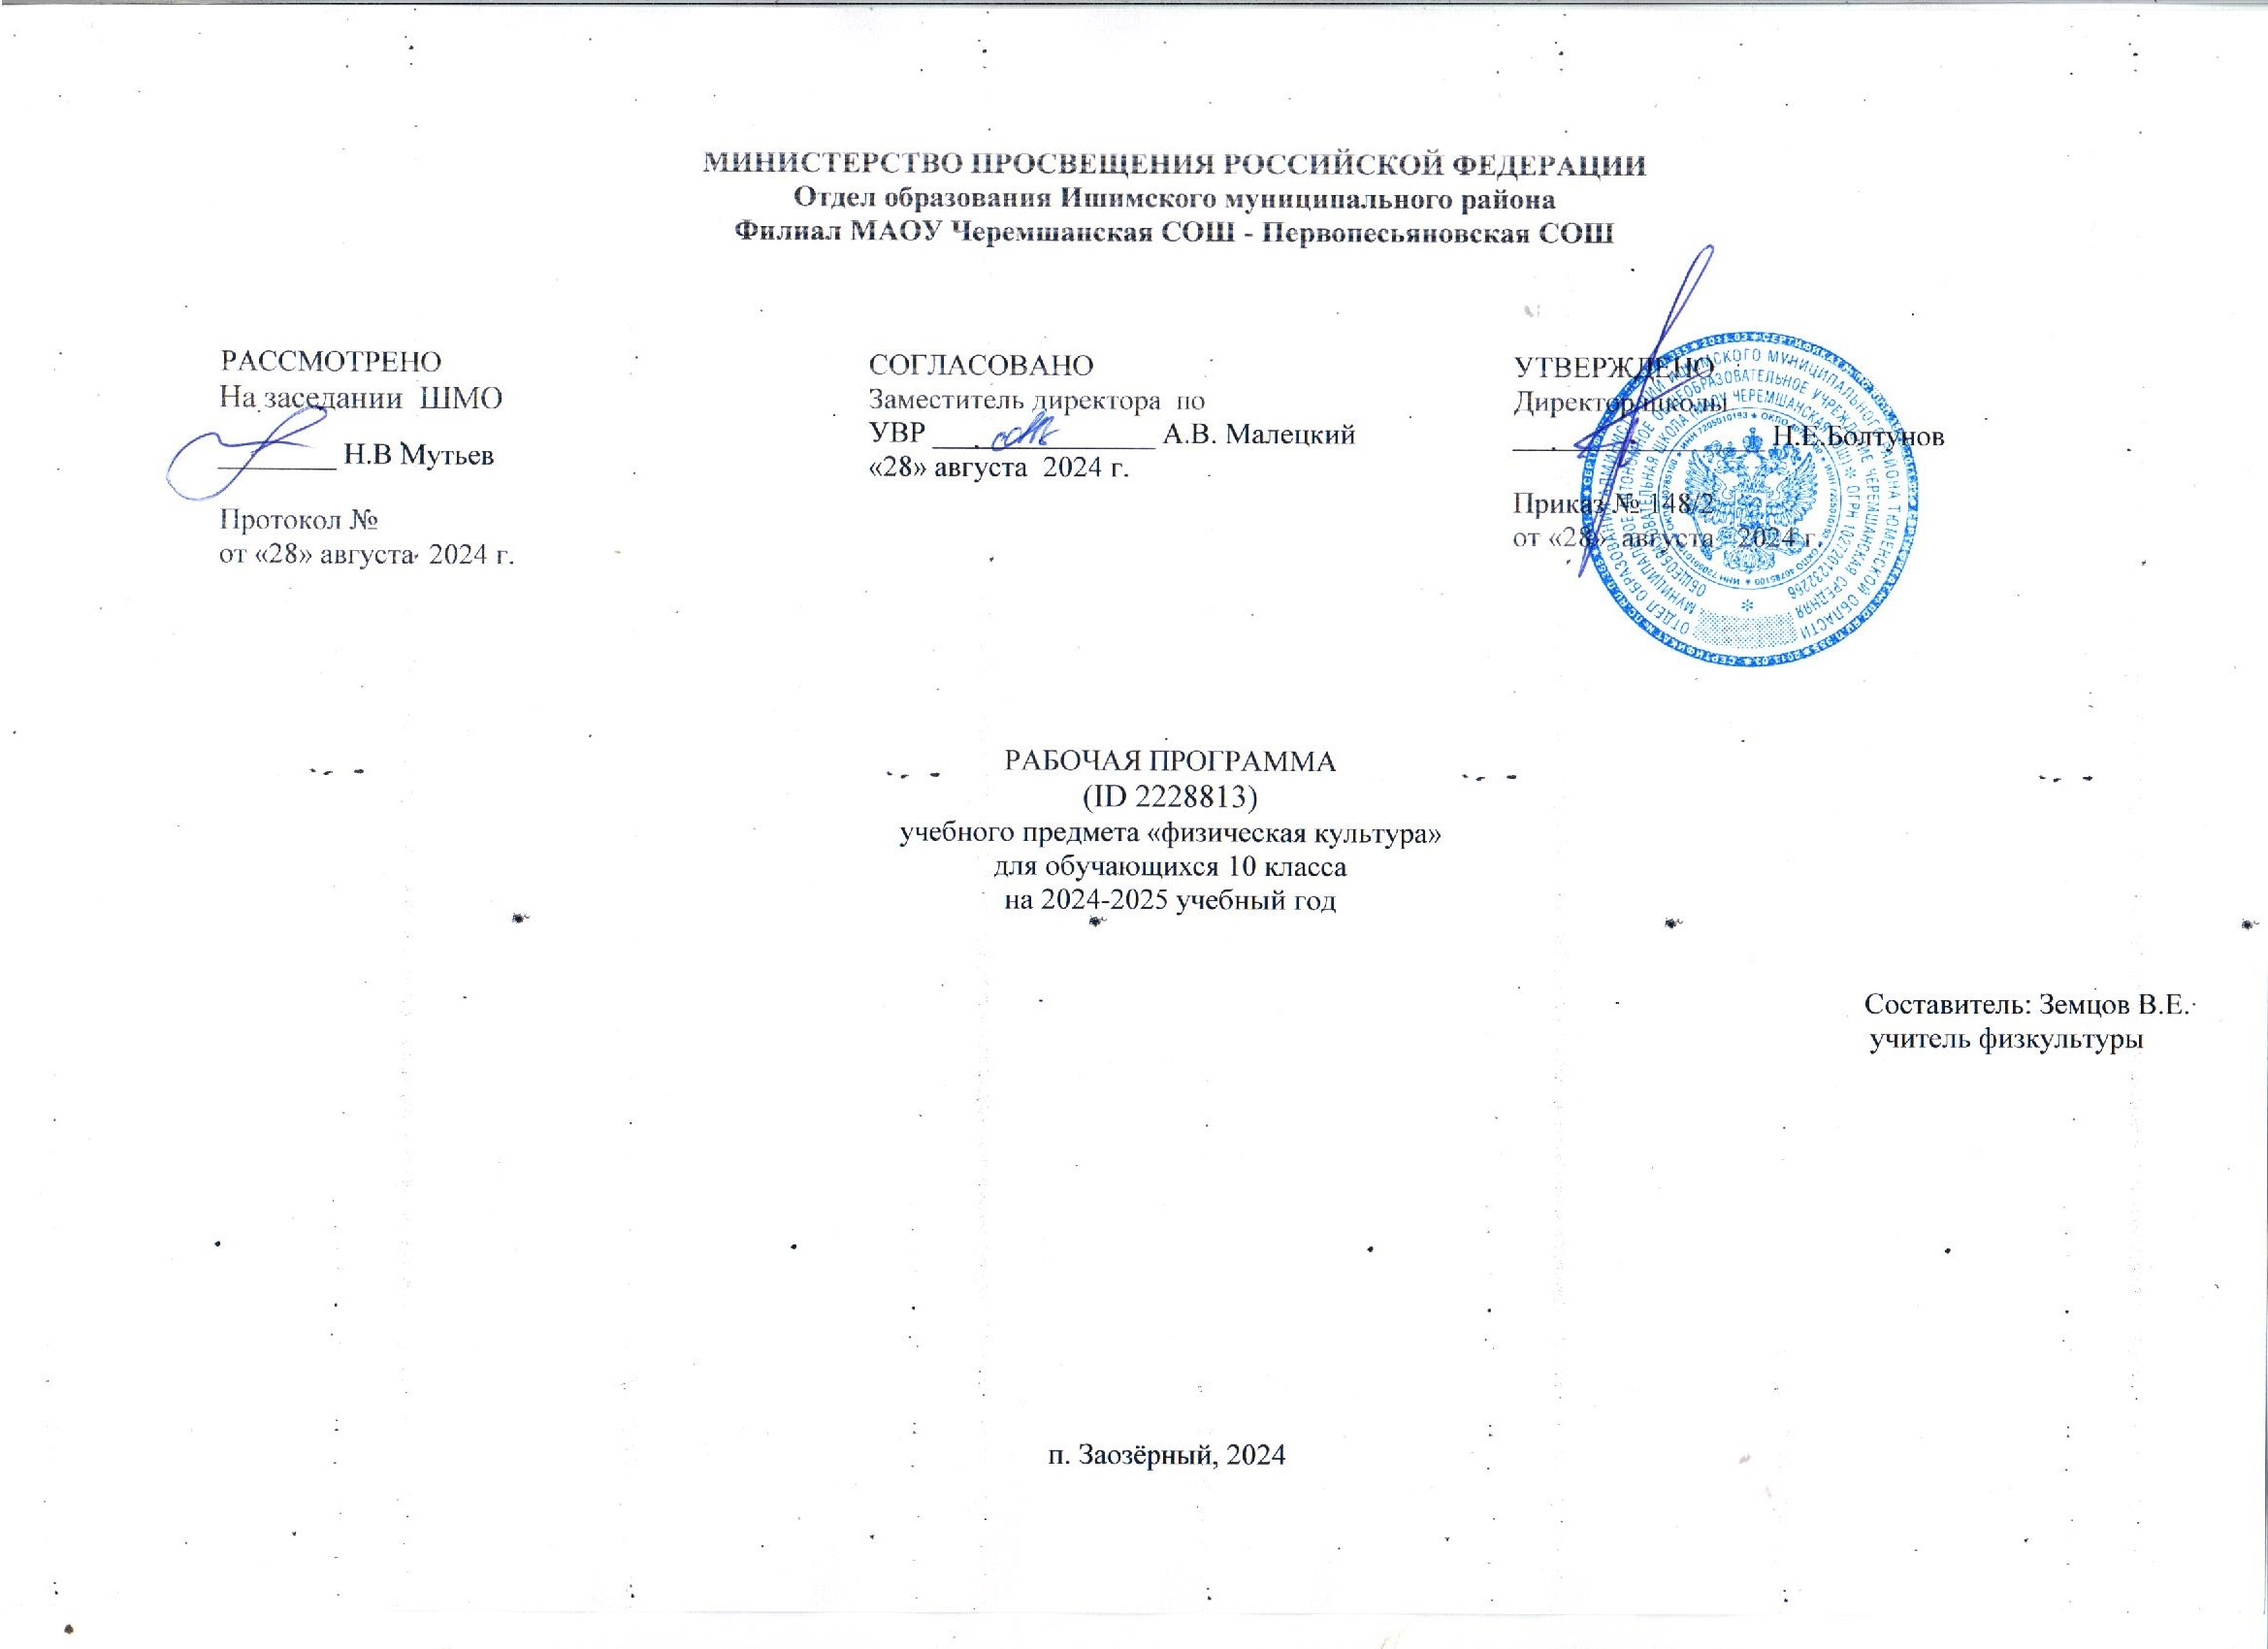 МИНИСТЕРСТВО ПРОСВЕЩЕНИЯ РОССИЙСКОЙ ФЕДЕРАЦИИ
Отдел образования Ишимского муниципального района
Филиал МАОУ Черемшанская СОШ - Первопесьяновская СОШ
РАССМОТРЕНО
На заседании ШМО
________ Н.В Мутьев
Протокол №
от «28» августа 2024 г.
СОГЛАСОВАНО
Заместитель директора по
УВР _______________ А.В. Малецкий
«28» августа 2024 г.
УТВЕРЖДЕНО
Директор школы
_________________ Н.Е.Болтунов
Приказ № 148/2
от «28» августа 2024 г.
РАБОЧАЯ ПРОГРАММА
(ID 2228813)
учебного предмета «физическая культура»
для обучающихся 10 класса
на 2024-2025 учебный год
Составитель: Земцов В.Е.
учитель физкультуры
п. Заозёрный, 2024